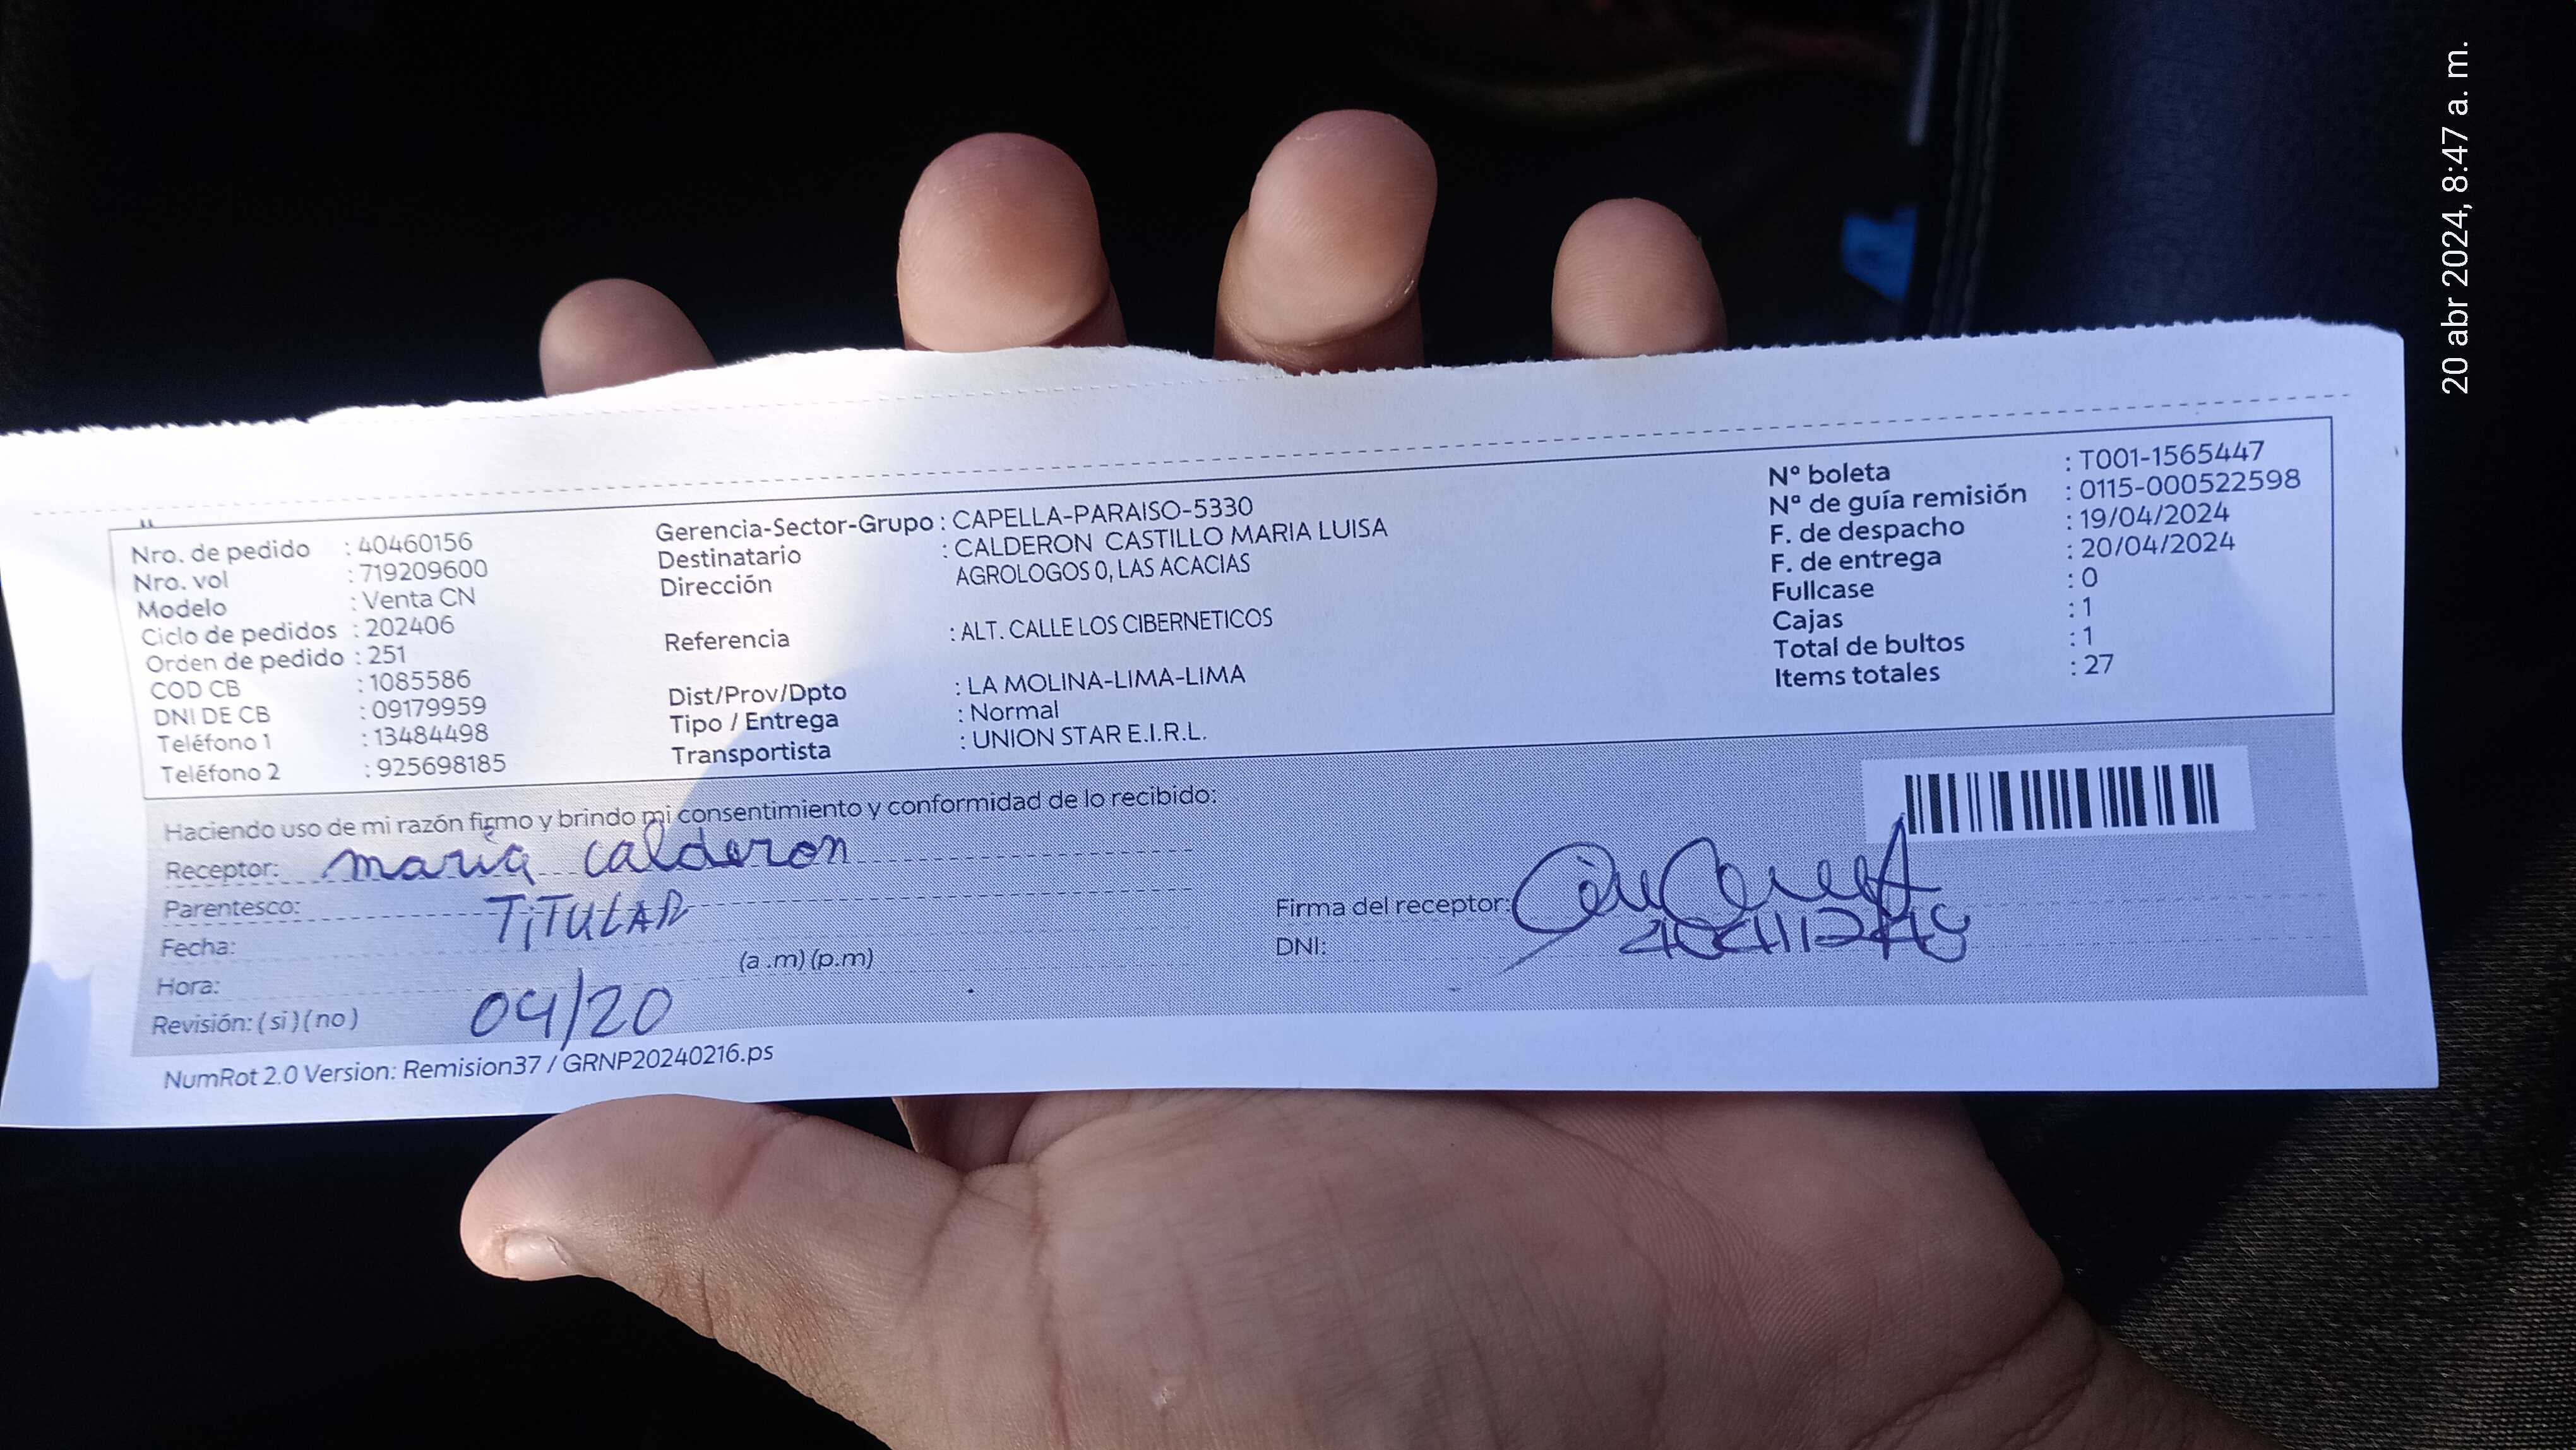 20 abr 2024, 8:47 a. m.
Nro. de pedido : 40460156
Nro. vol : 719209600
Modelo : Venta CN
Ciclo de pedidos : 202406
Orden de pedido : 251
COD CB : 1085586
DNI DE CB : 09179959
Teléfono 1 : 13484498
Teléfono 2 : 925698185
Gerencia-Sector-Grupo : CAPELLA-PARAISO-5330
Destinatario : CALDERON CASTILLO MARIA LUISA
Dirección AGROLOGOS 0, LAS ACACIAS
Referencia : ALT. CALLE LOS CIBERNETICOS
Dist/Prov/Dpto : LA MOLINA-LIMA-LIMA
Tipo / Entrega : Normal
Transportista : UNION STAR E.I.R.L.
Nº boleta : T001-1565447
Nº de guía remisión : 0115-000522598
F. de despacho : 19/04/2024
F. de entrega : 20/04/2024
Fullcase : 0
Cajas : 1
Total de bultos : 1
Items totales : 27
Haciendo uso de mi razón firmo y brindo mi consentimiento y conformidad de lo recibido:
Receptor: maria calderon
Parentesco: TiTULAR
Fecha:
Hora: (a .m) (p.m)
04/20
Revisión: ( si ) ( no )
Firma del receptor:
DNI:
NumRot 2.0 Version: Remision37 / GRNP20240216.ps